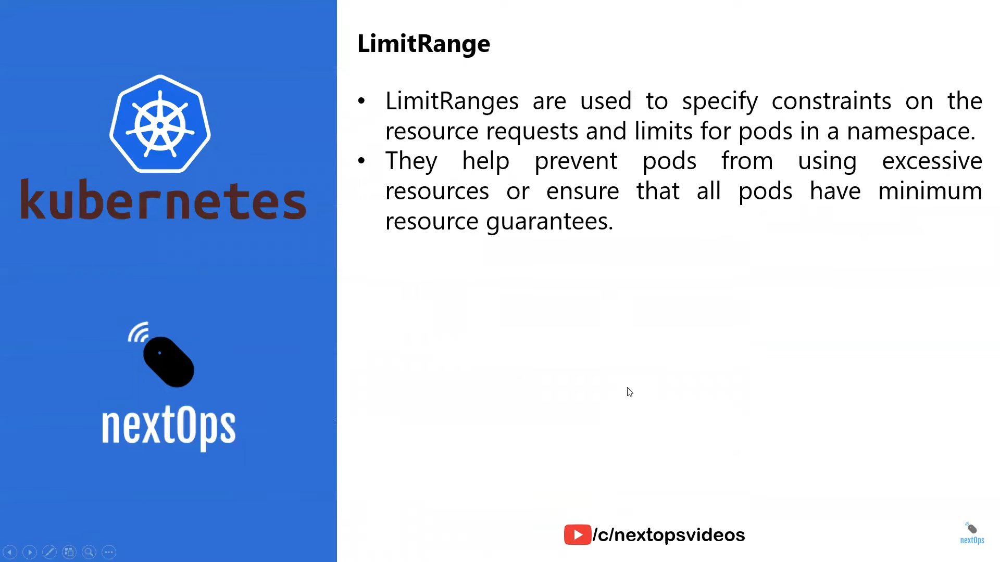 LimitRange
• LimitRanges are used to specify constraints on the
resource requests and limits for pods in a namespace.
• They help prevent pods from using excessive
resources or ensure that all pods have minimum
resource guarantees.
kubernetes
nextOps
/c/nextopsvideos
nextOps